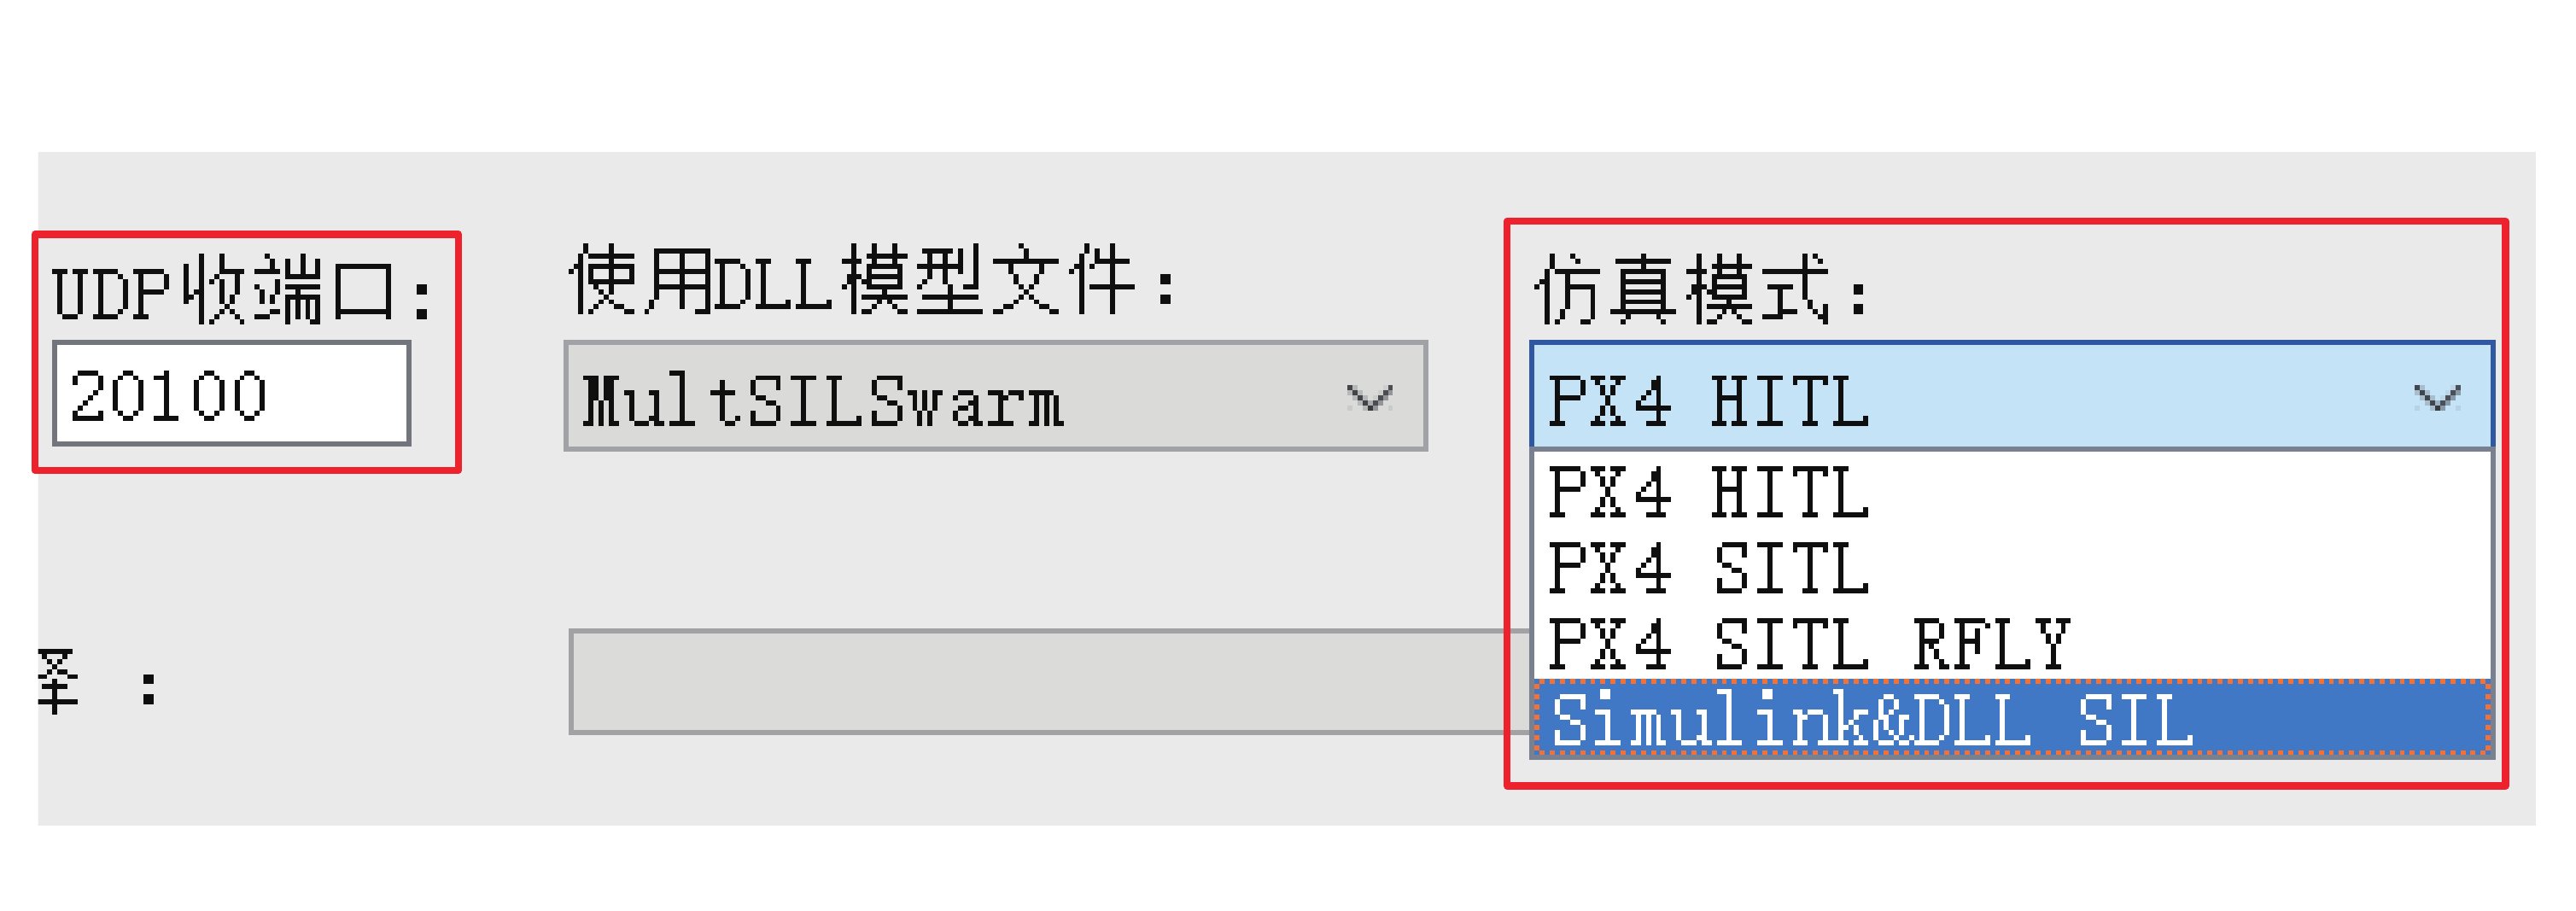 UDP收端口:
使用DLL模型文件:
仿真模式:
20100
MultSILSwarm
PX4 HITL
PX4 HITL
PX4 SITL
PX4 SITL RFLY
Simulink&DLL SIL
: